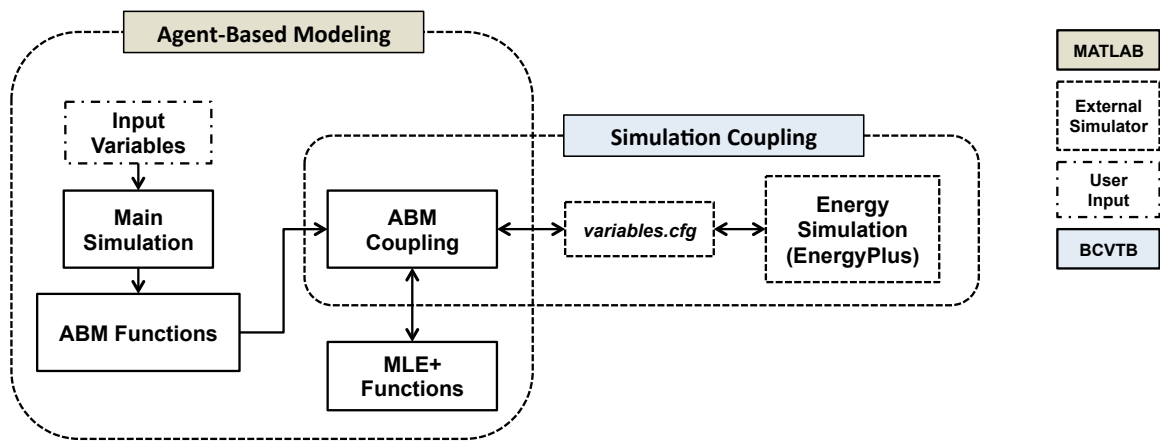 Agent-Based Modeling
Input
Variables
Main
Simulation
ABM Functions
ABM
Coupling
MLE+
Functions
Simulation Coupling
variables.cfg
Energy
Simulation
(EnergyPlus)
MATLAB
External
Simulator
User
Input
BCVTB